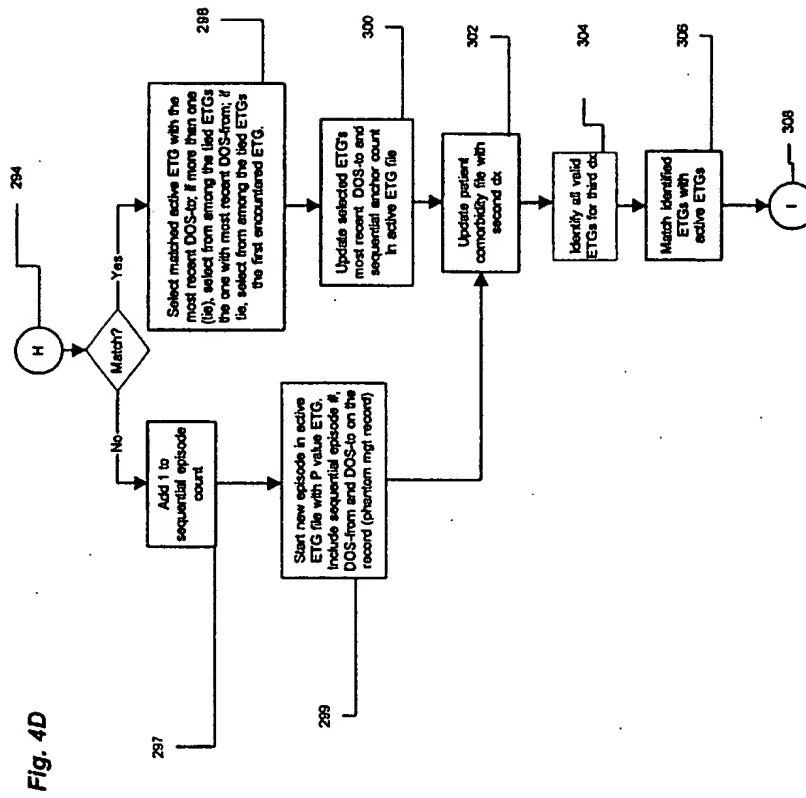 Fig. 4D
294
H
Match?
No
Yes
Add 1 to
sequential episode
count
297
Select matched active ETG with the
most recent DOS-to; if more than one
(tie), select from among the tied ETGs
the one with most recent DOS-from; if
tie, select from among the tied ETGs
the first encountered ETG.
298
Start new episode in active
ETG file with P value ETG.
Include sequential episode #,
DOS-from and DOS-to on the
record (phantom mgt record)
299
Update selected ETG's
most recent DOS-to and
sequential anchor count
in active ETG file
300
Update patient
comorbidity file with
second dx
302
Identify all valid
ETGs for third dx
304
Match identified
ETGs with
active ETGs
306
I
308